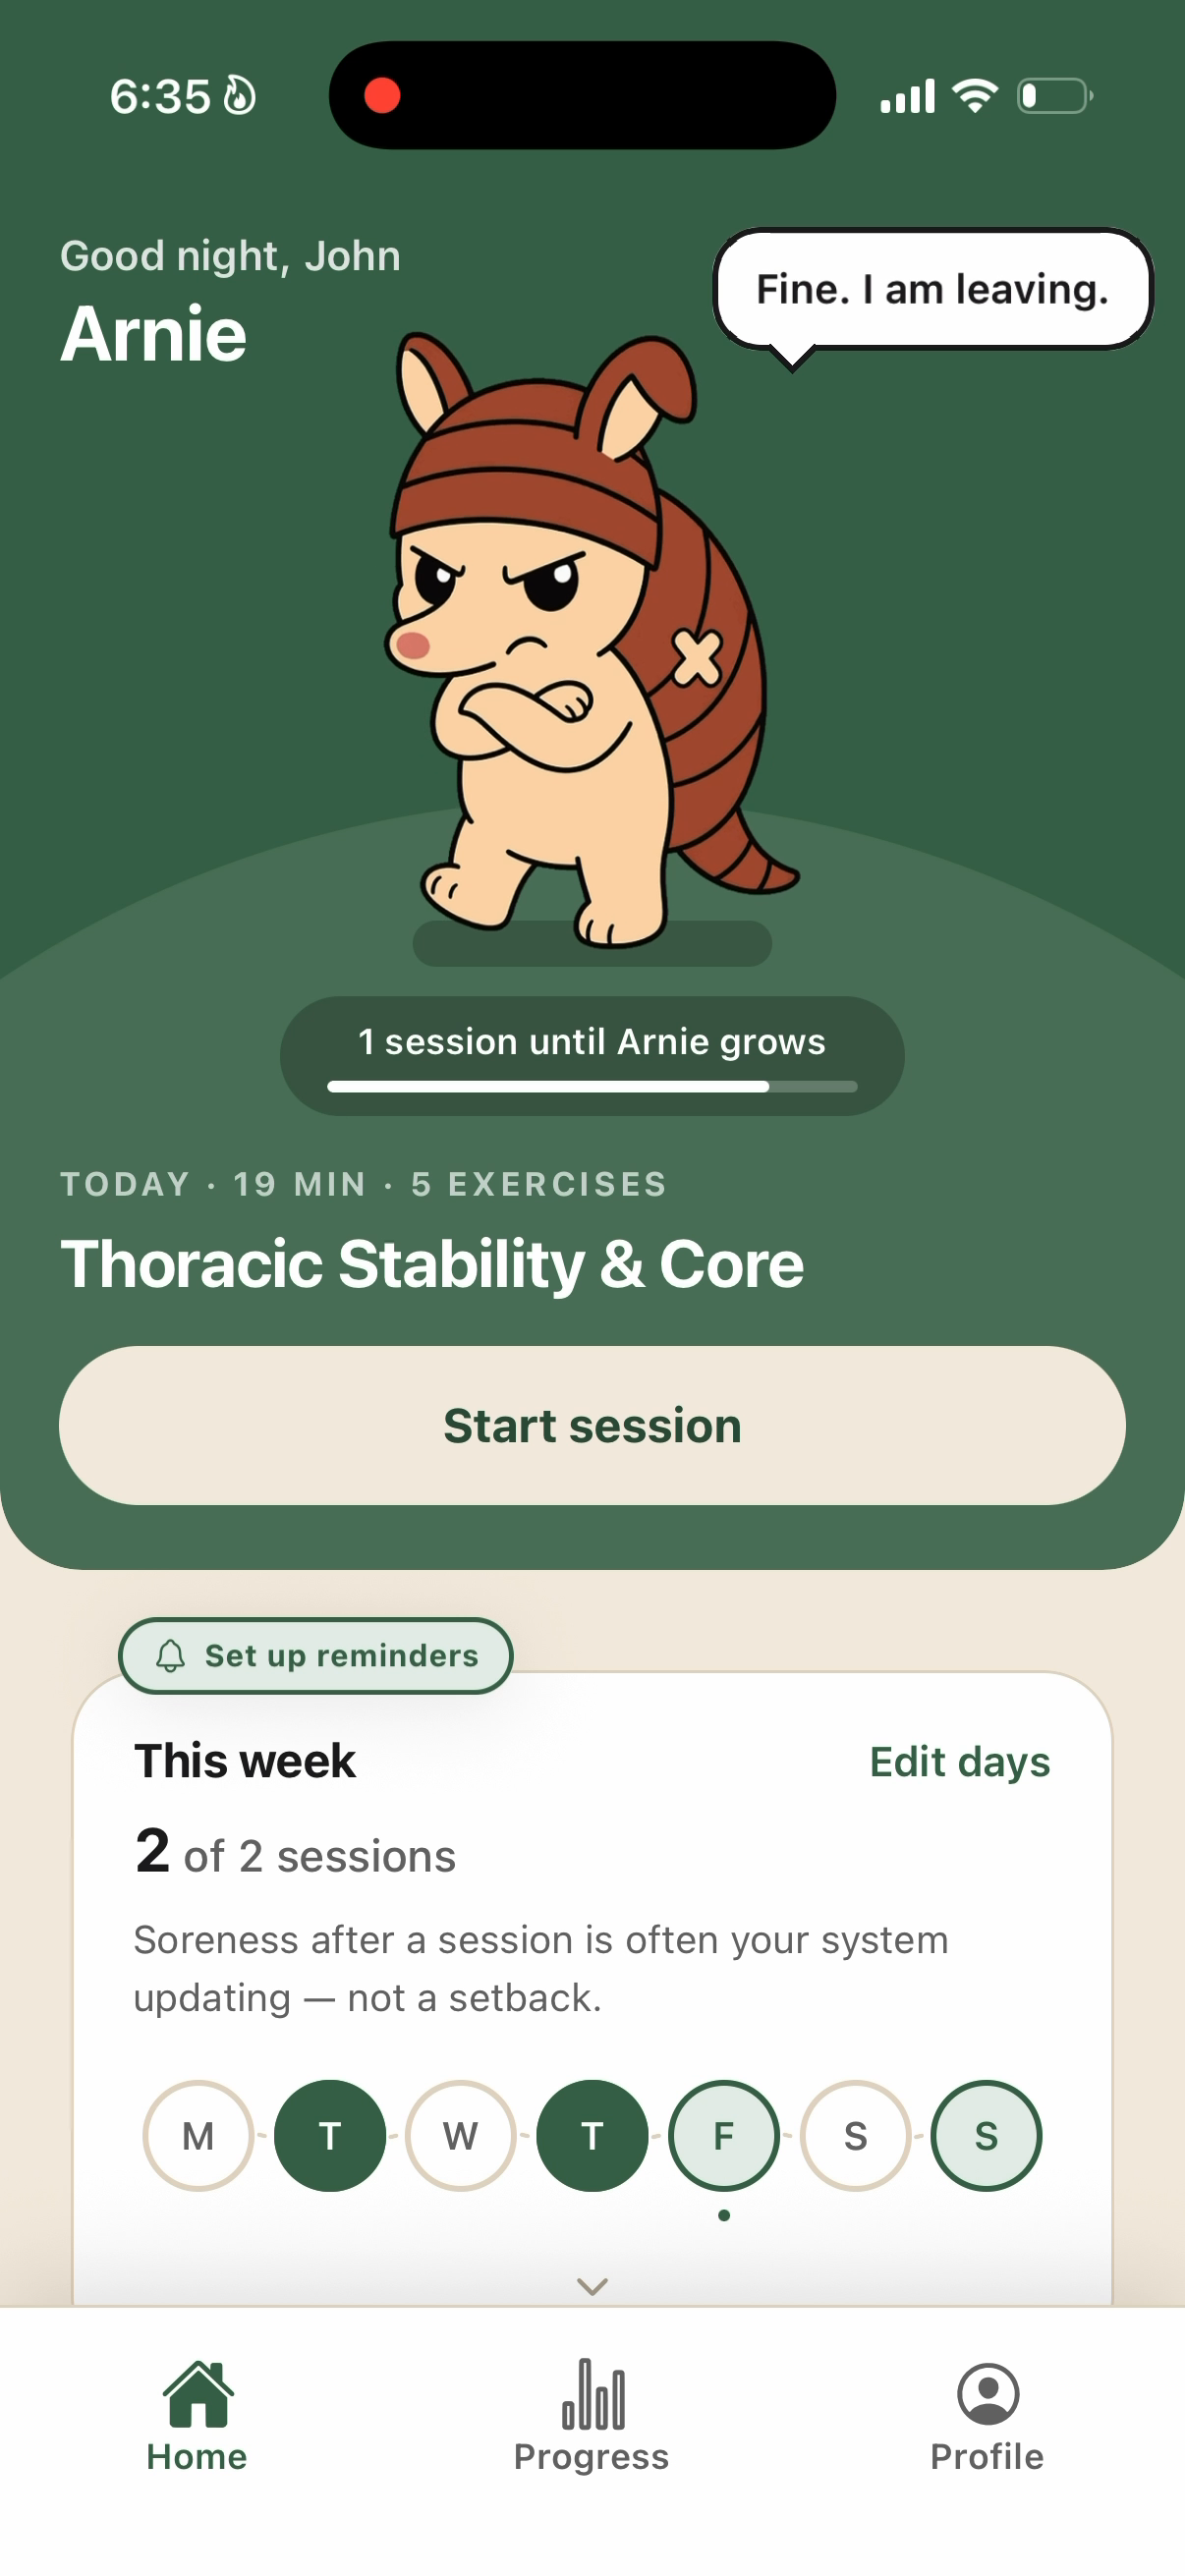 6:35
Good night, John
Arnie
Fine. I am leaving.
1 session until Arnie grows
TODAY · 19 MIN · 5 EXERCISES
Thoracic Stability & Core
Start session
Set up reminders
This week
Edit days
2 of 2 sessions
Soreness after a session is often your system
updating — not a setback.
M T W T F S S
Home Progress Profile